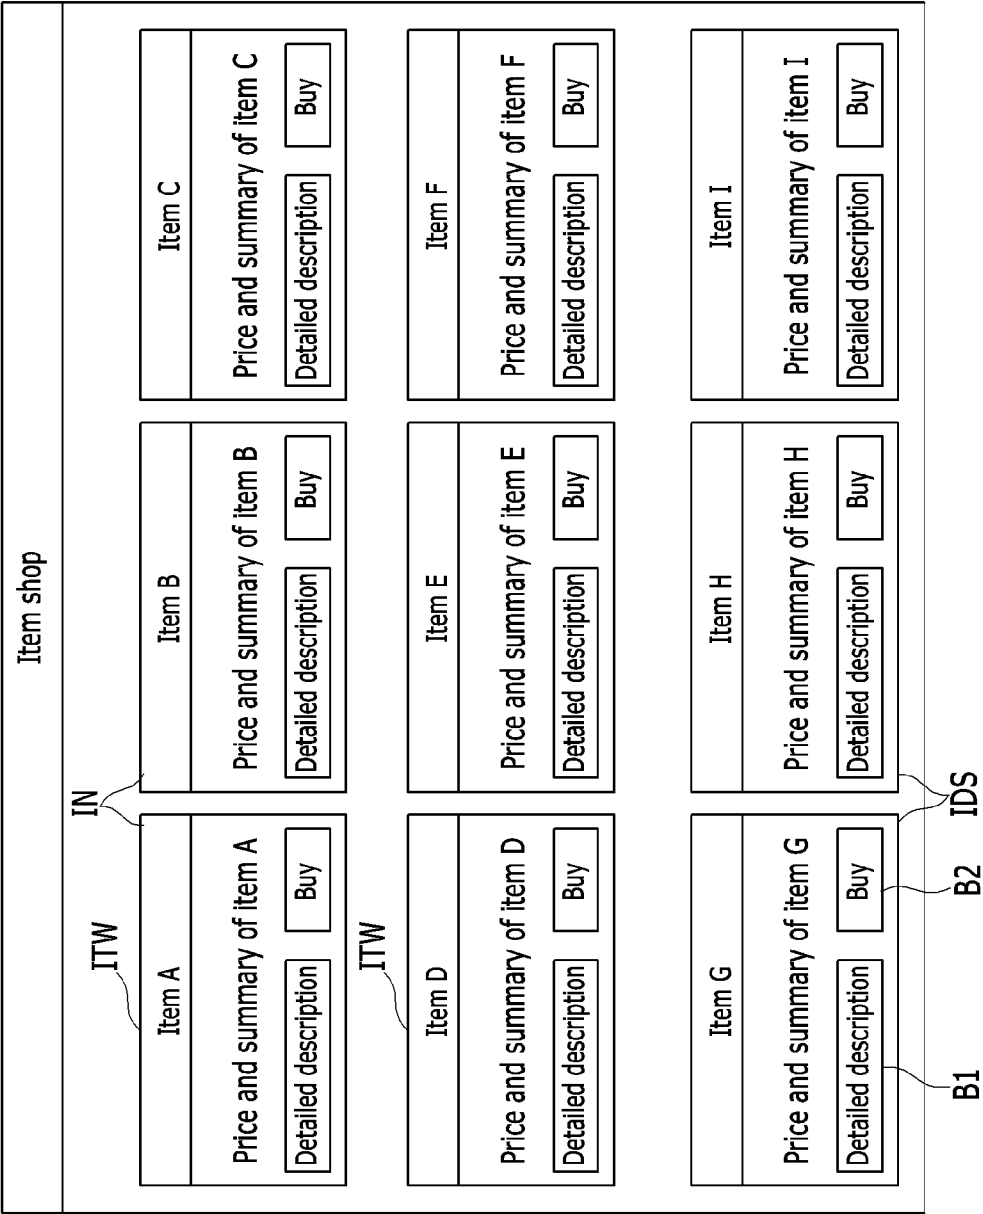 Item shop
IN
ITW
Item A
Item B
Item C
Price and summary of item A
Price and summary of item B
Price and summary of item C
Detailed description
Buy
Detailed description
Buy
Detailed description
Buy
ITW
Item D
Item E
Item F
Price and summary of item D
Price and summary of item E
Price and summary of item F
Detailed description
Buy
Detailed description
Buy
Detailed description
Buy
Item G
Item H
Item I
Price and summary of item G
Price and summary of item H
Price and summary of item I
Detailed description
Buy
Detailed description
Buy
Detailed description
Buy
B1
B2
IDS